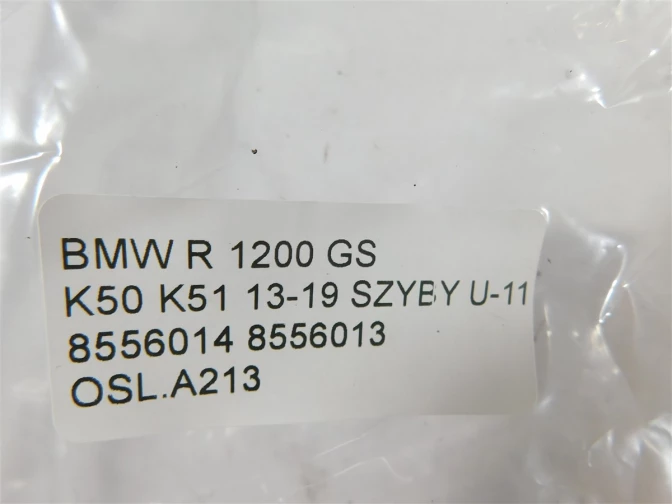 BMW R 1200 GS
K50 K51 13-19 SZYBY U-11
8556014 8556013
OSL.A213